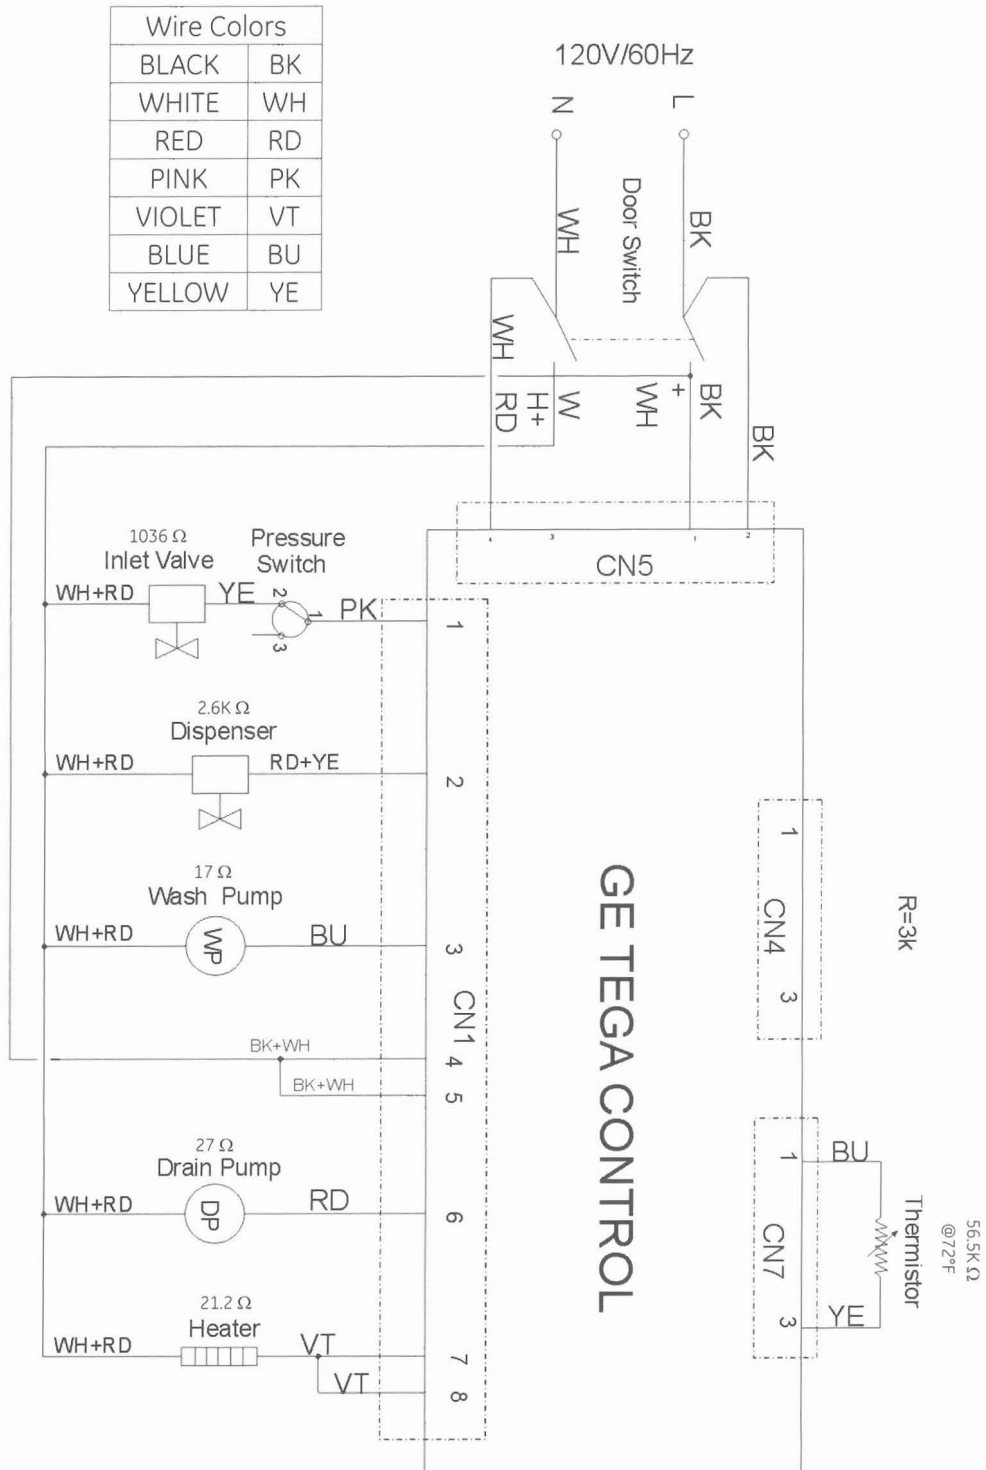 Wire Colors
BLACK BK
WHITE WH
RED RD
PINK PK
VIOLET VT
BLUE BU
YELLOW YE
120V/60Hz
N
L
WH
Door Switch
BK
WH
RD
H+
W
WH
+
BK
BK
4
3
1
2
CN5
1036 Ω
Inlet Valve
Pressure
Switch
WH+RD
YE
2
1
3
PK
1
2.6K Ω
Dispenser
WH+RD
RD+YE
2
17 Ω
Wash Pump
WH+RD
WP
BU
3
CN1
BK+WH
4
BK+WH
5
27 Ω
Drain Pump
WH+RD
DP
RD
6
21.2 Ω
Heater
WH+RD
VT
7
VT
8
GE TEGA CONTROL
1
CN4
3
R=3k
1
CN7
3
BU
YE
Thermistor
56.5K Ω
@72°F